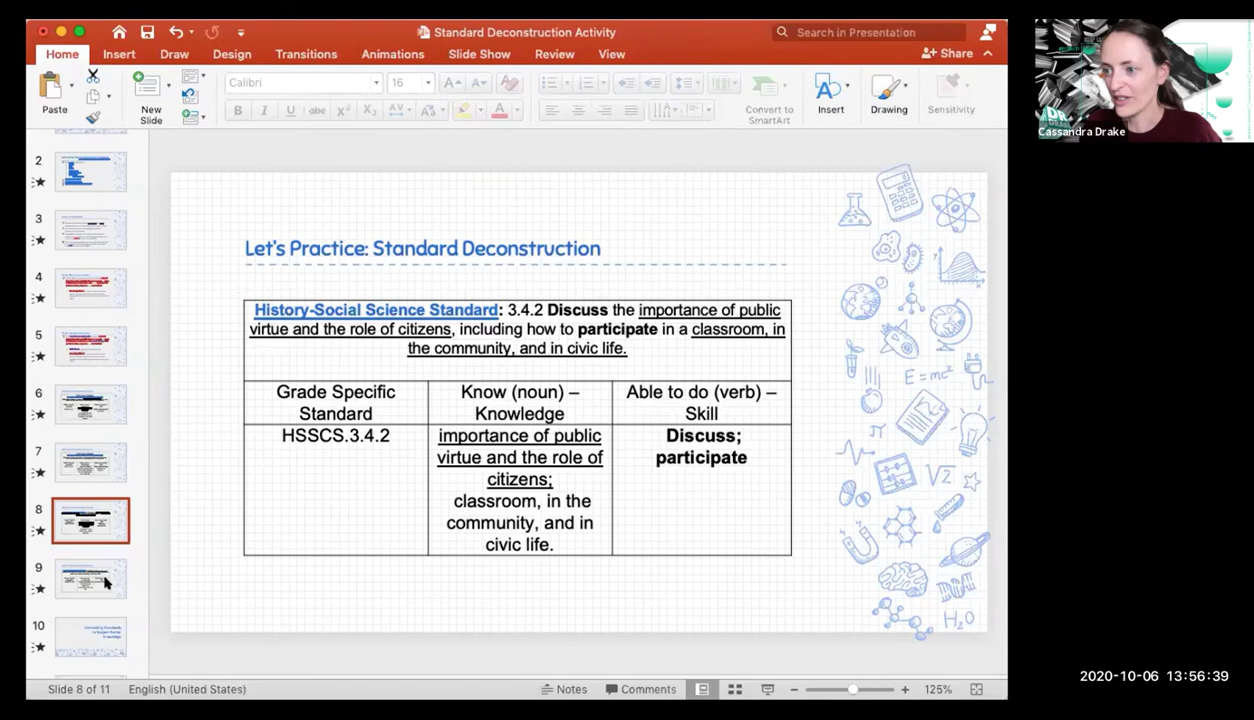 Standard Deconstruction Activity
Search in Presentation
Home Insert Draw Design Transitions Animations Slide Show Review View
Share
Paste
New
Slide
Calibri
16
Convert to
SmartArt
Insert
Drawing
Sensitivity
Cassandra Drake
2
3
4
5
6
7
8
9
10
Let's Practice: Standard Deconstruction
History-Social Science Standard: 3.4.2 Discuss the importance of public
virtue and the role of citizens, including how to participate in a classroom, in
the community, and in civic life.
Grade Specific
Standard
Know (noun) –
Knowledge
Able to do (verb) –
Skill
HSSCS.3.4.2
importance of public
virtue and the role of
citizens;
classroom, in the
community, and in
civic life.
Discuss;
participate
E=mc²
π
√2
H₂O
Slide 8 of 11
English (United States)
Notes
Comments
125%
2020-10-06 13:56:39